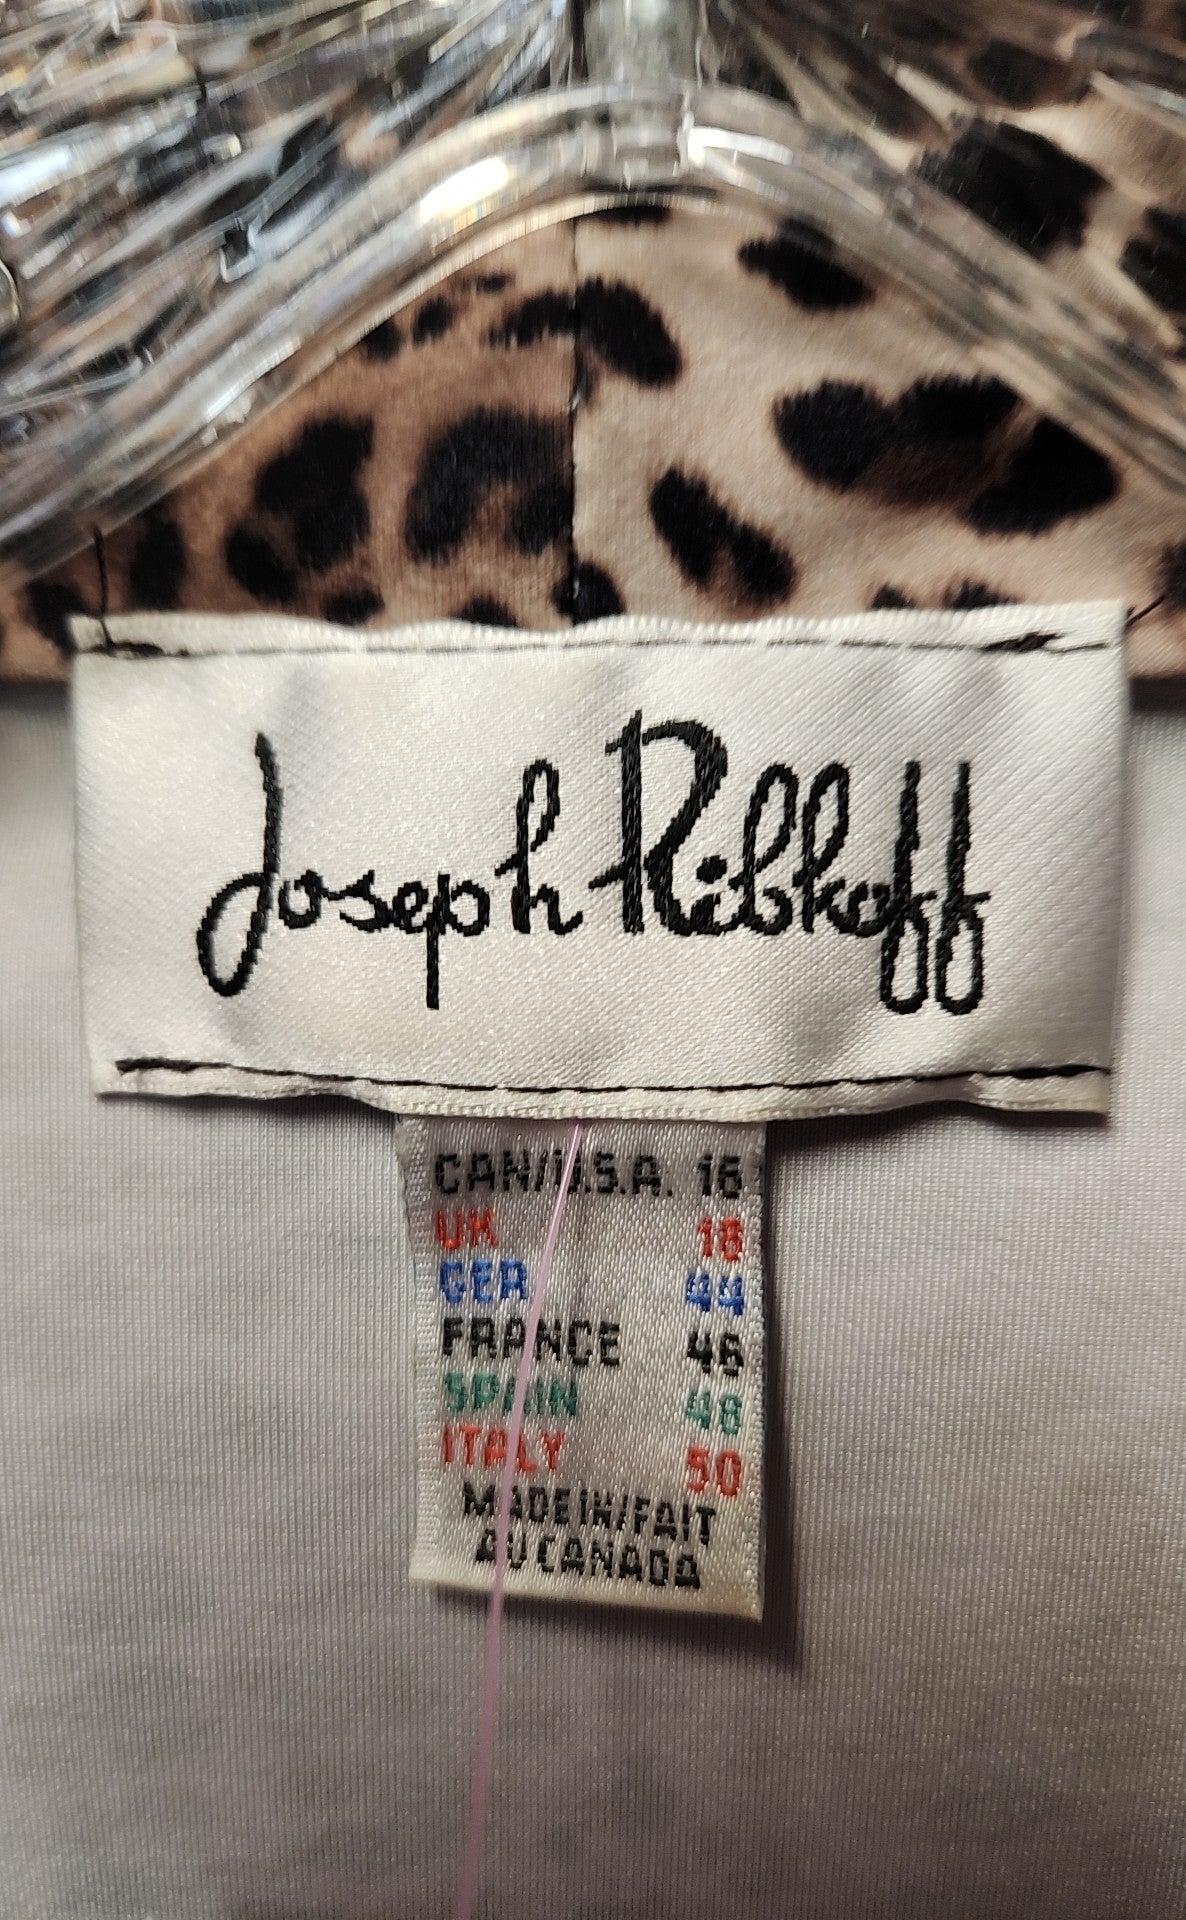 Joseph Ribkoff
CAN/U.S.A. 16
UK 18
GER 44
FRANCE 46
SPAIN 48
ITALY 50
MADE IN/FAIT
AU CANADA